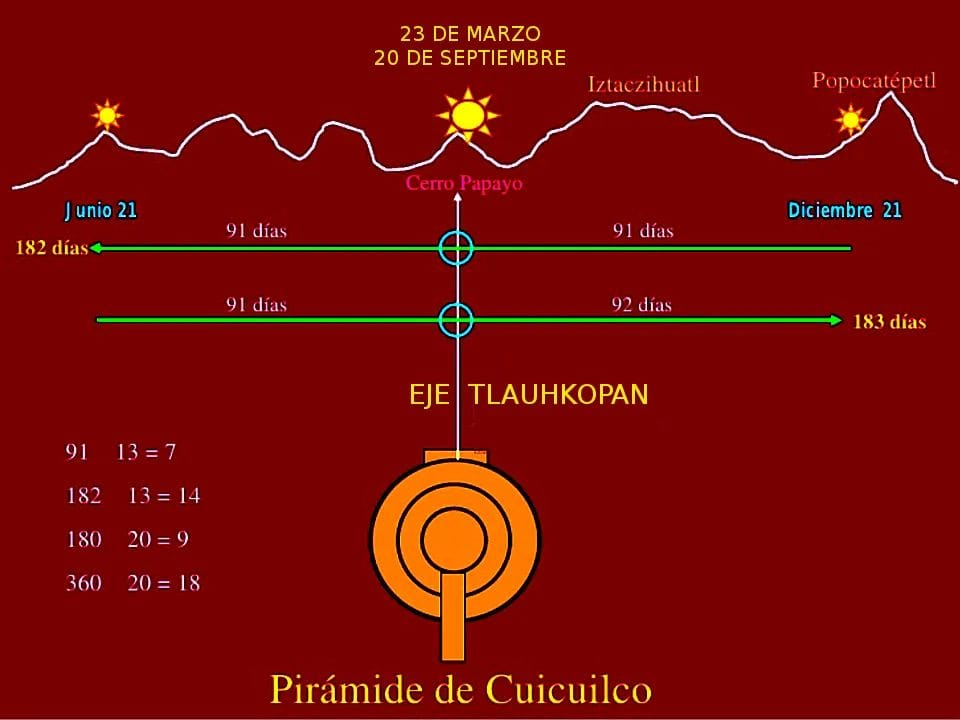 23 DE MARZO
20 DE SEPTIEMBRE
Iztaczihuatl
Popocatépetl
Cerro Papayo
Junio 21
Diciembre 21
91 días
91 días
182 días
91 días
92 días
183 días
EJE TLAUHKOPAN
91 13 = 7
182 13 = 14
180 20 = 9
360 20 = 18
Pirámide de Cuicuilco